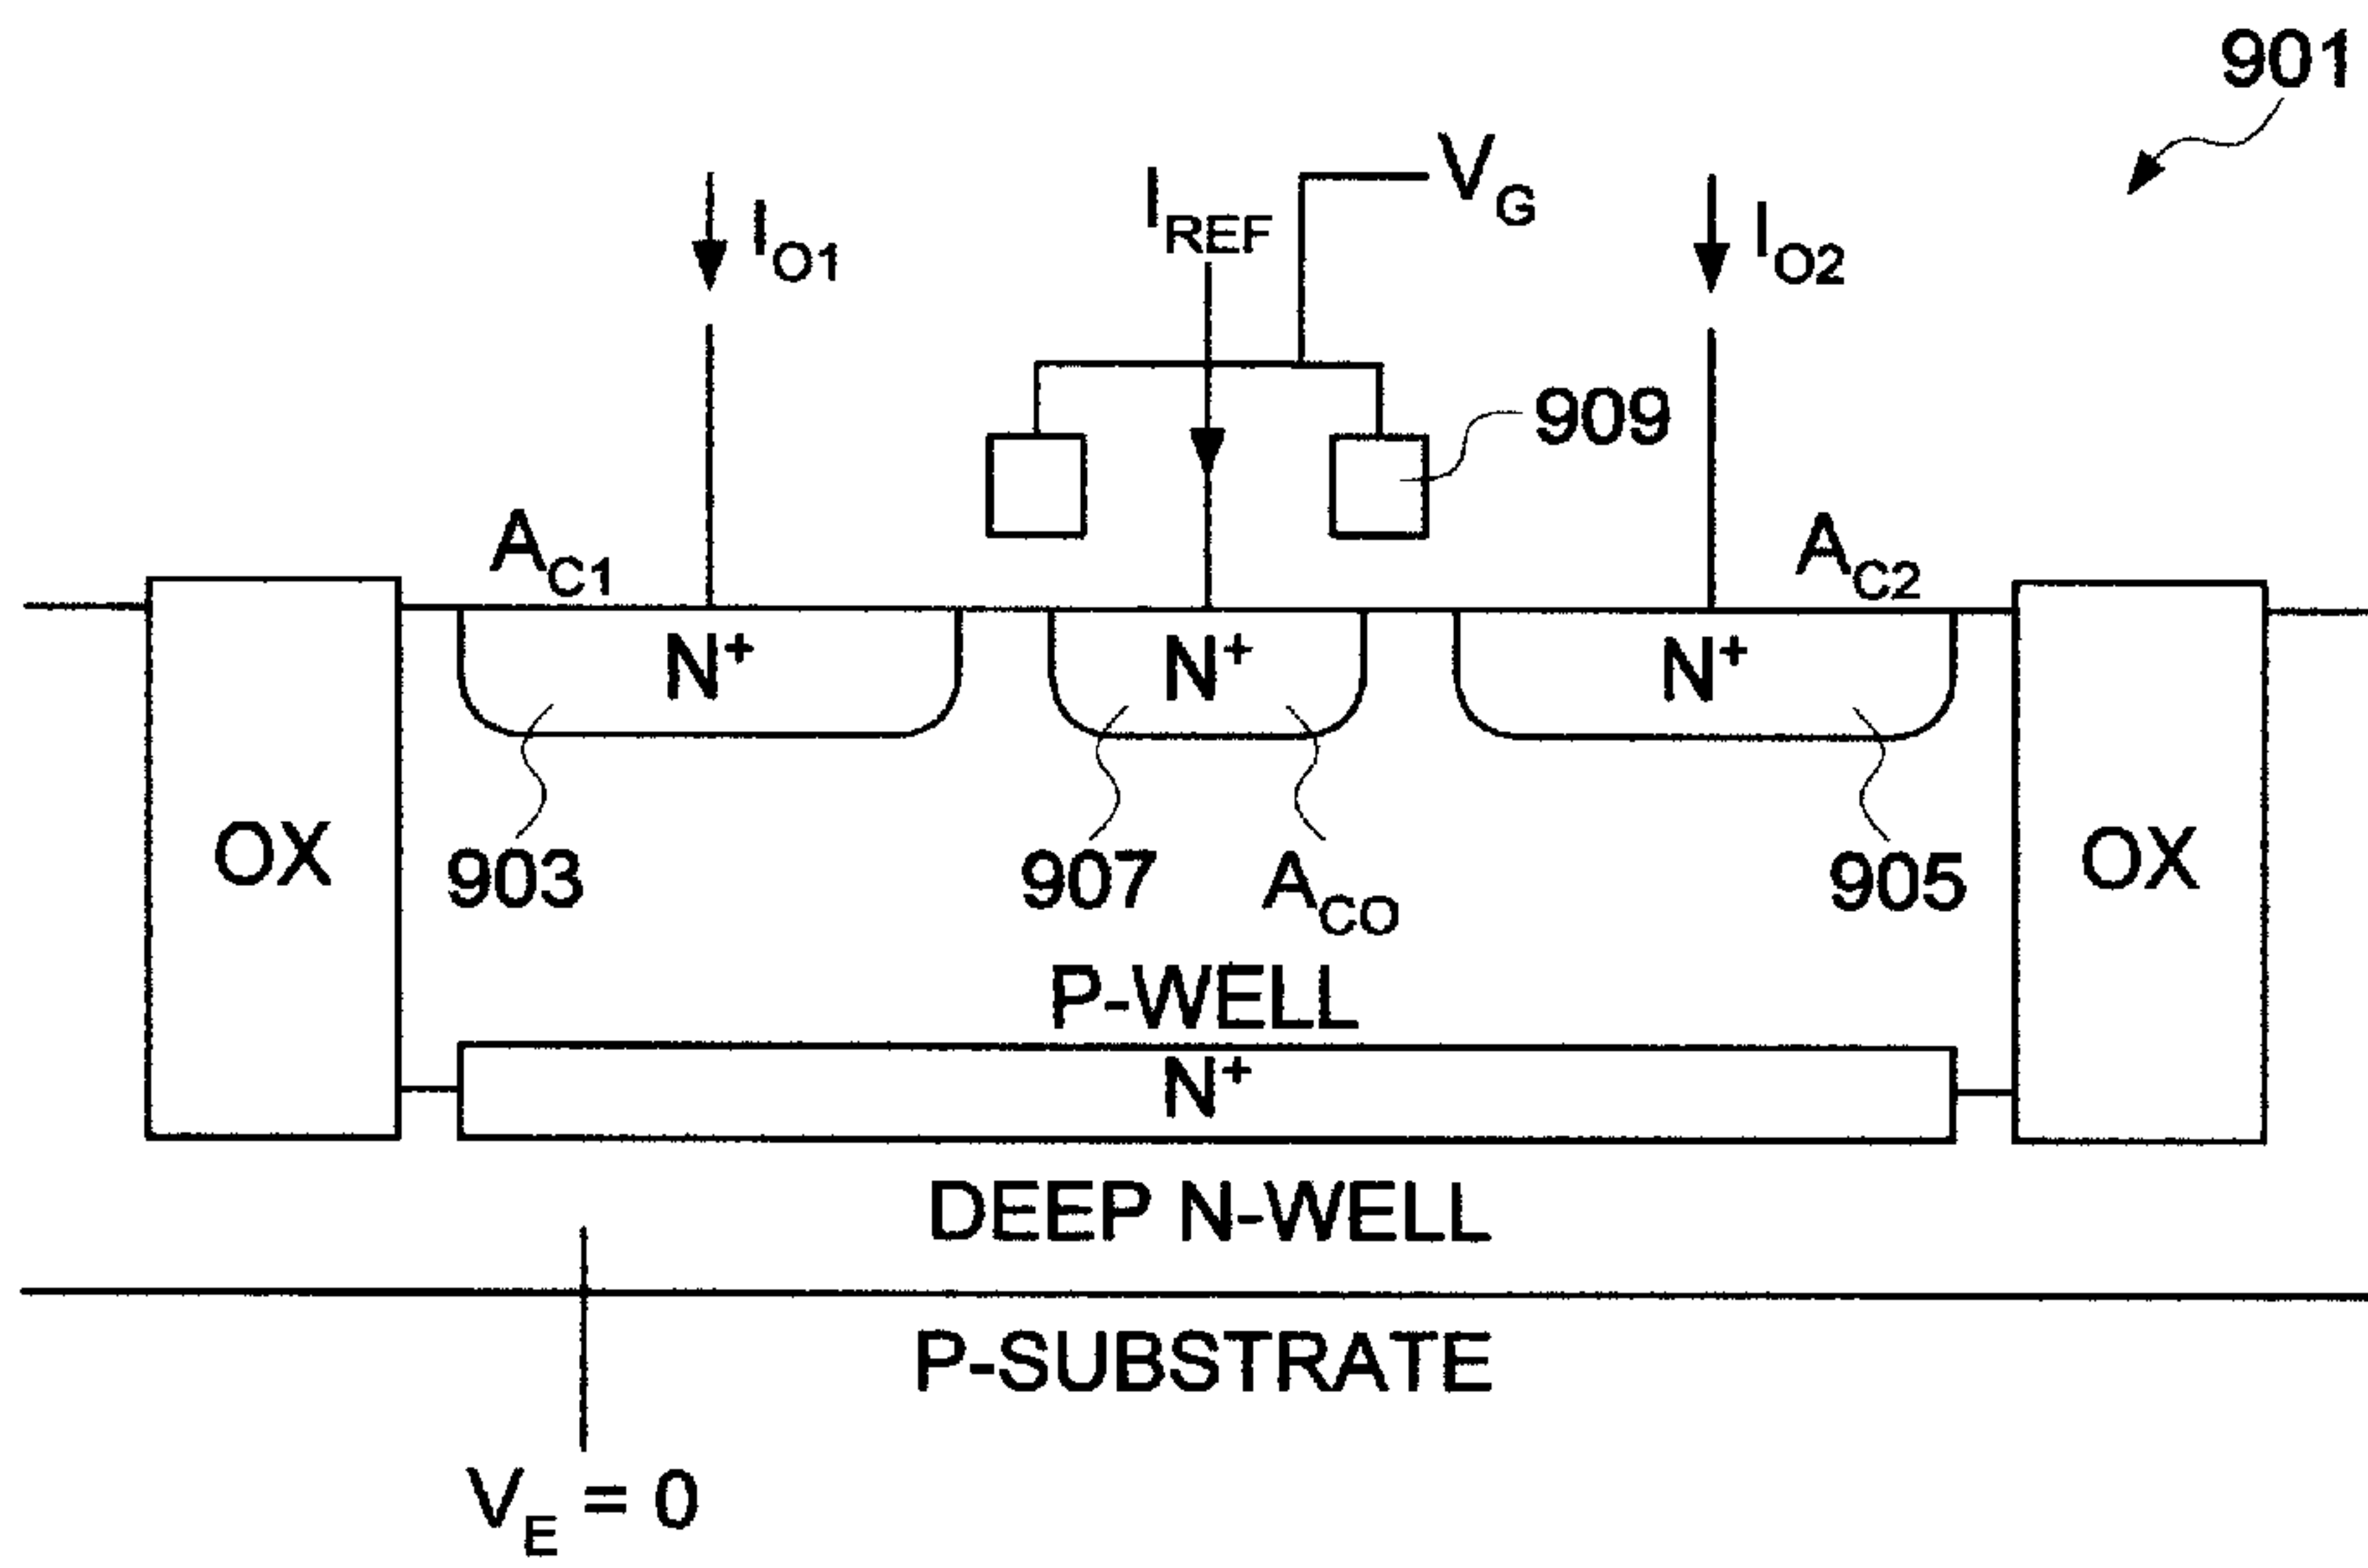 901
V_G
I_REF
I_O1
I_O2
909
A_C1
A_C2
N+
N+
N+
OX
OX
903
907
A_CO
905
P-WELL
N+
DEEP N-WELL
P-SUBSTRATE
V_E = 0